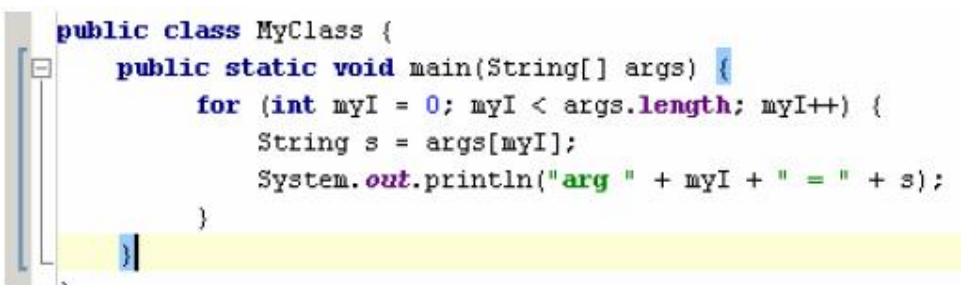 public class MyClass {
public static void main(String[] args) {
for (int myI = 0; myI < args.length; myI++) {
String s = args[myI];
System.out.println("arg " + myI + " = " + s);
}
}